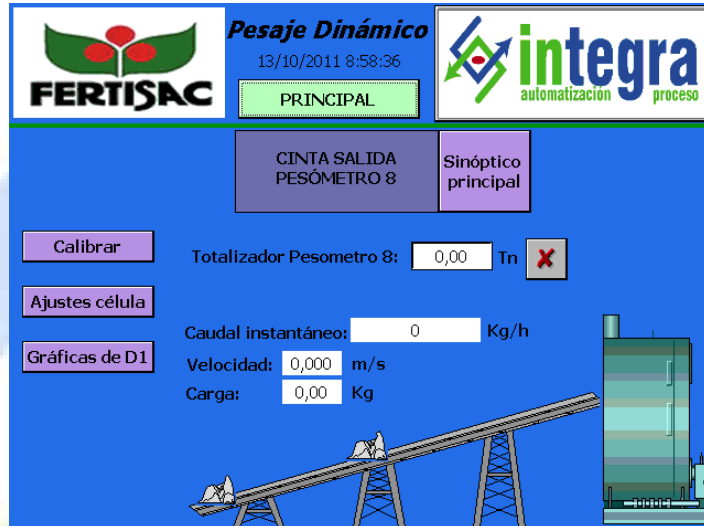 FERTISAC
Pesaje Dinámico
13/10/2011 8:58:36
PRINCIPAL
integra
automatización proceso
CINTA SALIDA
PESÓMETRO 8
Sinóptico
principal
Calibrar
Totalizador Pesometro 8: 0,00 Tn
Ajustes célula
Caudal instantáneo: 0 Kg/h
Gráficas de D1
Velocidad: 0,000 m/s
Carga: 0,00 Kg